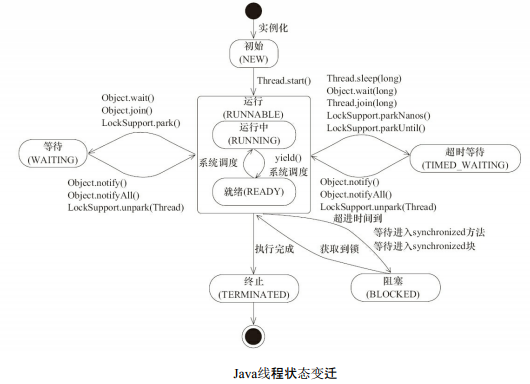 实例化
初始
(NEW)
Thread.start()
Object.wait()
Object.join()
LockSupport.park()
等待
(WAITING)
Object.notify()
Object.notifyAll()
LockSupport.unpark(Thread)
运行
(RUNNABLE)
运行中
(RUNNING)
系统调度
yield()
系统调度
就绪(READY)
Thread.sleep(long)
Object.wait(long)
Thread.join(long)
LockSupport.parkNanos()
LockSupport.parkUntil()
超时等待
(TIMED_WAITING)
Object.notify()
Object.notifyAll()
LockSupport.unpark(Thread)
超进时间到
等待进入synchronized方法
等待进入synchronized块
执行完成
获取到锁
终止
(TERMINATED)
阻塞
(BLOCKED)
Java线程状态变迁